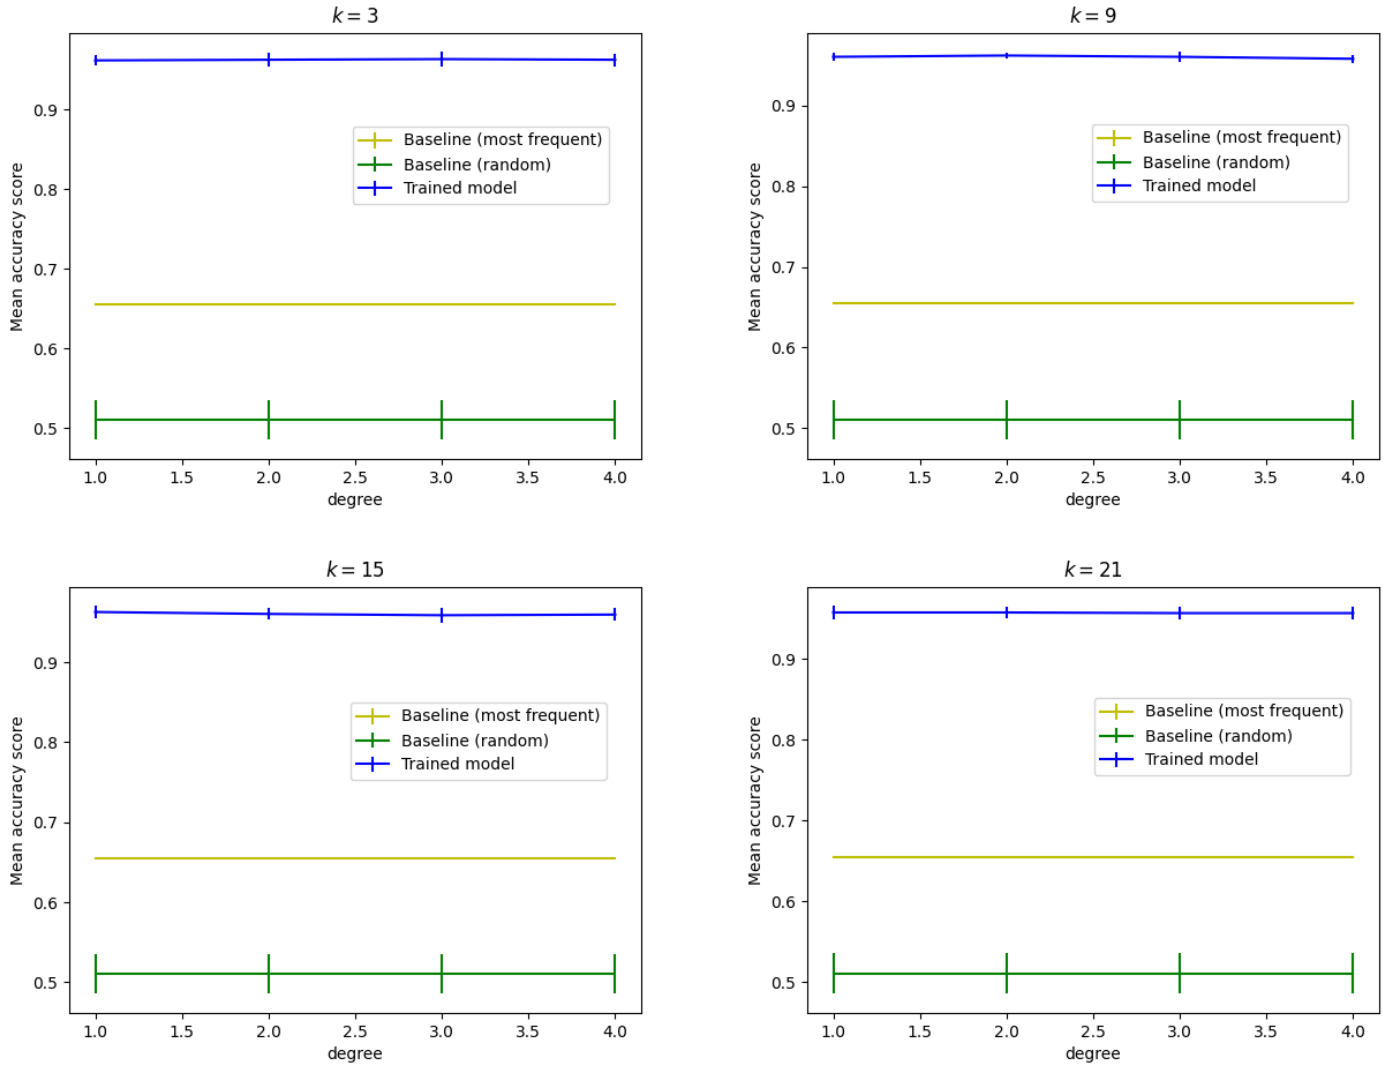 k = 3
0.9
0.8
0.7
0.6
0.5
Mean accuracy score
Baseline (most frequent)
Baseline (random)
Trained model
1.0 1.5 2.0 2.5 3.0 3.5 4.0
degree
k = 9
0.9
0.8
0.7
0.6
0.5
Mean accuracy score
Baseline (most frequent)
Baseline (random)
Trained model
1.0 1.5 2.0 2.5 3.0 3.5 4.0
degree
k = 15
0.9
0.8
0.7
0.6
0.5
Mean accuracy score
Baseline (most frequent)
Baseline (random)
Trained model
1.0 1.5 2.0 2.5 3.0 3.5 4.0
degree
k = 21
0.9
0.8
0.7
0.6
0.5
Mean accuracy score
Baseline (most frequent)
Baseline (random)
Trained model
1.0 1.5 2.0 2.5 3.0 3.5 4.0
degree